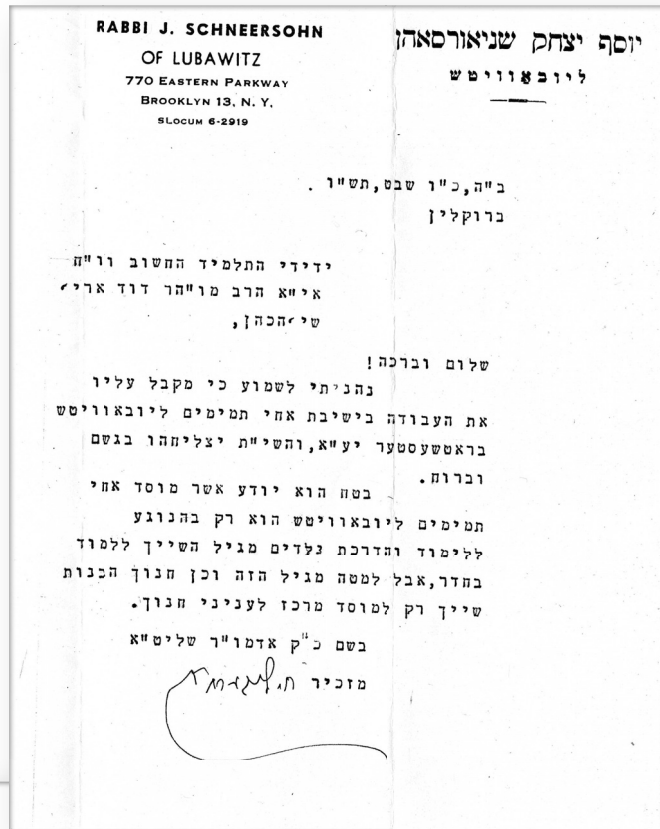 RABBI J. SCHNEERSOHN
OF LUBAWITZ
770 EASTERN PARKWAY
BROOKLYN 13, N. Y.
SLOCUM 6-2919
יוסף יצחק שניאורסאהן
ליובאוויטש
ב"ה, כ"ו שבט, תש"ו .
ברוקלין
ידידי התלמיד החשוב וו"ח
אי"א הרב מו"הר דוד ארי'
שי' הכהן,
שלום וברכה!
נהניתי לשמוע כי מקבל עליו
את העבודה בישיבת אחי תמימים ליובאוויטש
בראטשעסטער יע"א, והשי"ת יצליחהו בגשם
וברוח.
בטח הוא יודע אשר מוסד אחי
תמימים ליובאוויטש הוא רק בהנוגע
ללימוד והדרכת נלדים מגיל השייך ללמוד
בחדר, אבל למטה מגיל הזה וכן חנוך הבנות
שייך רק למוסד מרכז לעניני חנוך.
בשם כ"ק אדמו"ר שליט"א
מזכיר